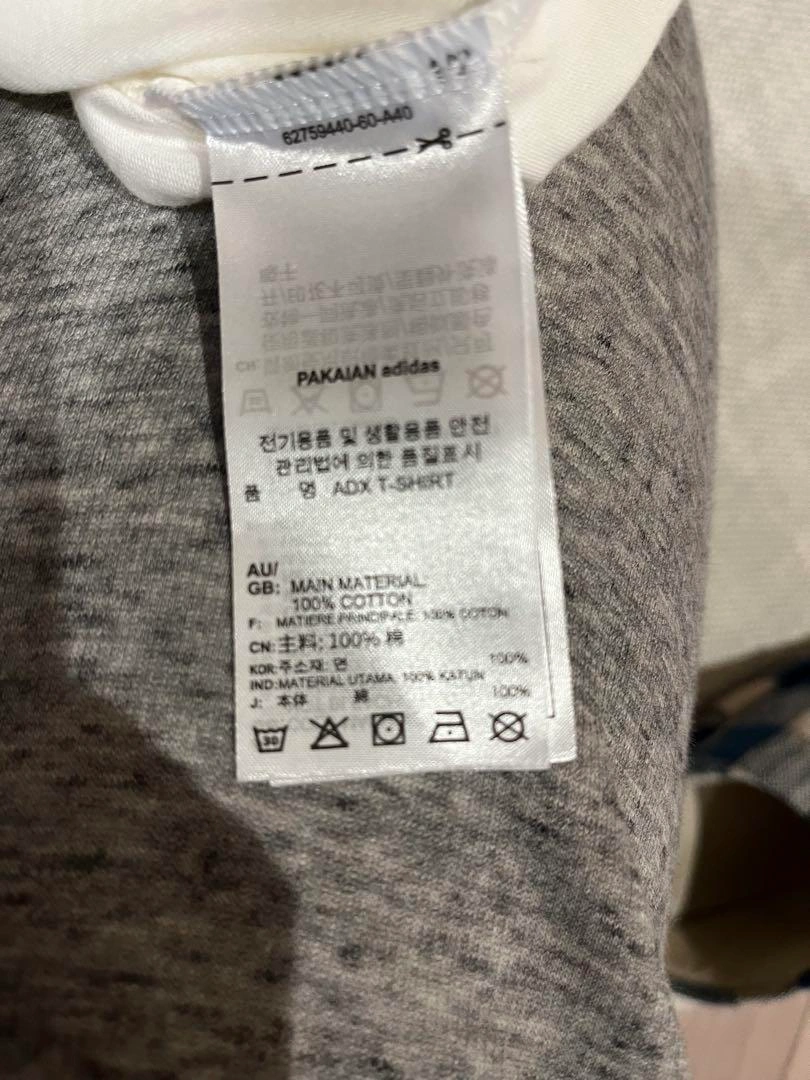 62759440-60-A40
PAKAIAN adidas
전기용품 및 생활용품 안전
관리법에 의한 품질표시
품 명 ADX T-SHIRT
AU/
GB: MAIN MATERIAL:
100% COTTON
F: MATIERE PRINCIPALE: 100% COTON
CN: 主料: 100% 棉
KOR: 주소재: 면 100%
IND: MATERIAL UTAMA: 100% KATUN
J: 本体 綿 100%
30